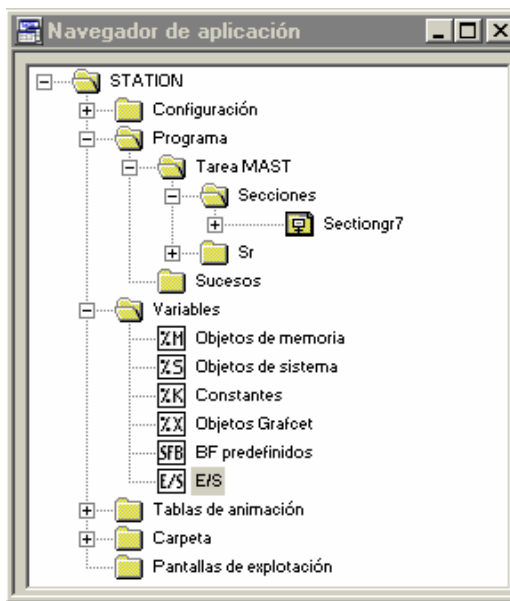 Navegador de aplicación
STATION
Configuración
Programa
Tarea MAST
Secciones
Sectiongr7
Sr
Sucesos
Variables
%M Objetos de memoria
%S Objetos de sistema
%K Constantes
%X Objetos Grafcet
SFB BF predefinidos
E/S E/S
Tablas de animación
Carpeta
Pantallas de explotación